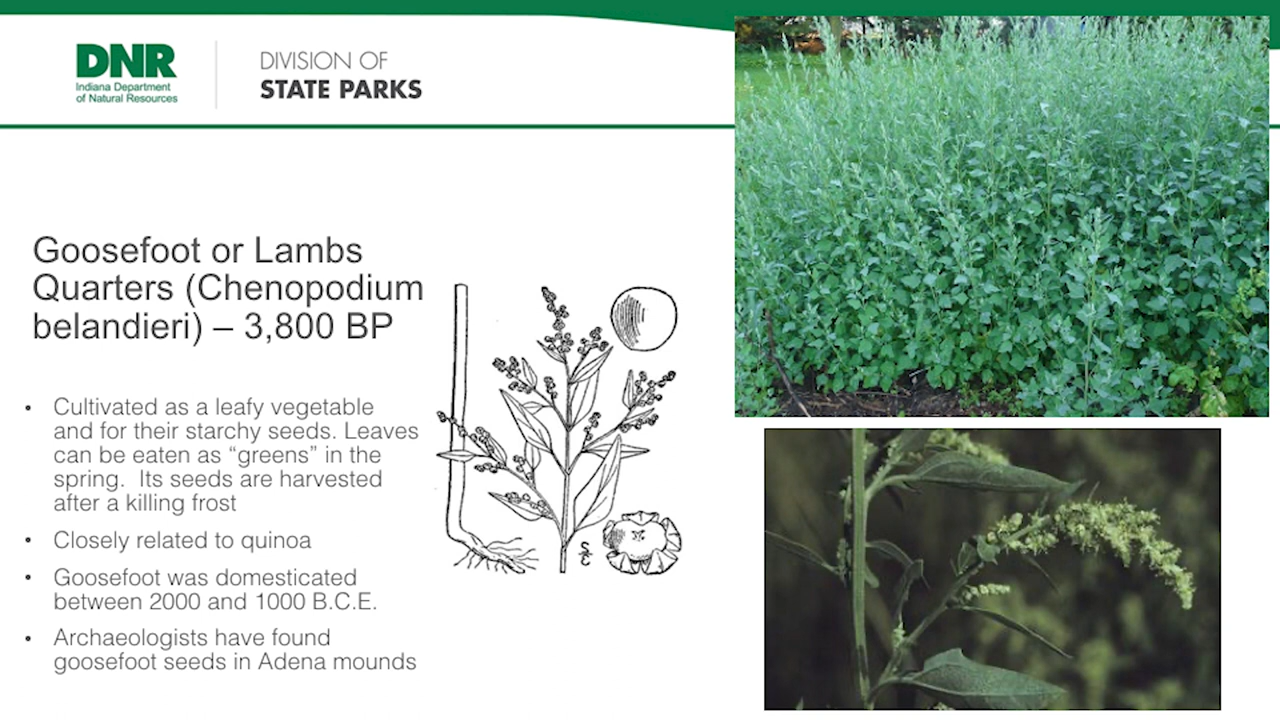 DNR
Indiana Department
of Natural Resources
DIVISION OF
STATE PARKS
Goosefoot or Lambs
Quarters (Chenopodium
belandieri) – 3,800 BP
• Cultivated as a leafy vegetable
and for their starchy seeds. Leaves
can be eaten as “greens” in the
spring.  Its seeds are harvested
after a killing frost
• Closely related to quinoa
• Goosefoot was domesticated
between 2000 and 1000 B.C.E.
• Archaeologists have found
goosefoot seeds in Adena mounds